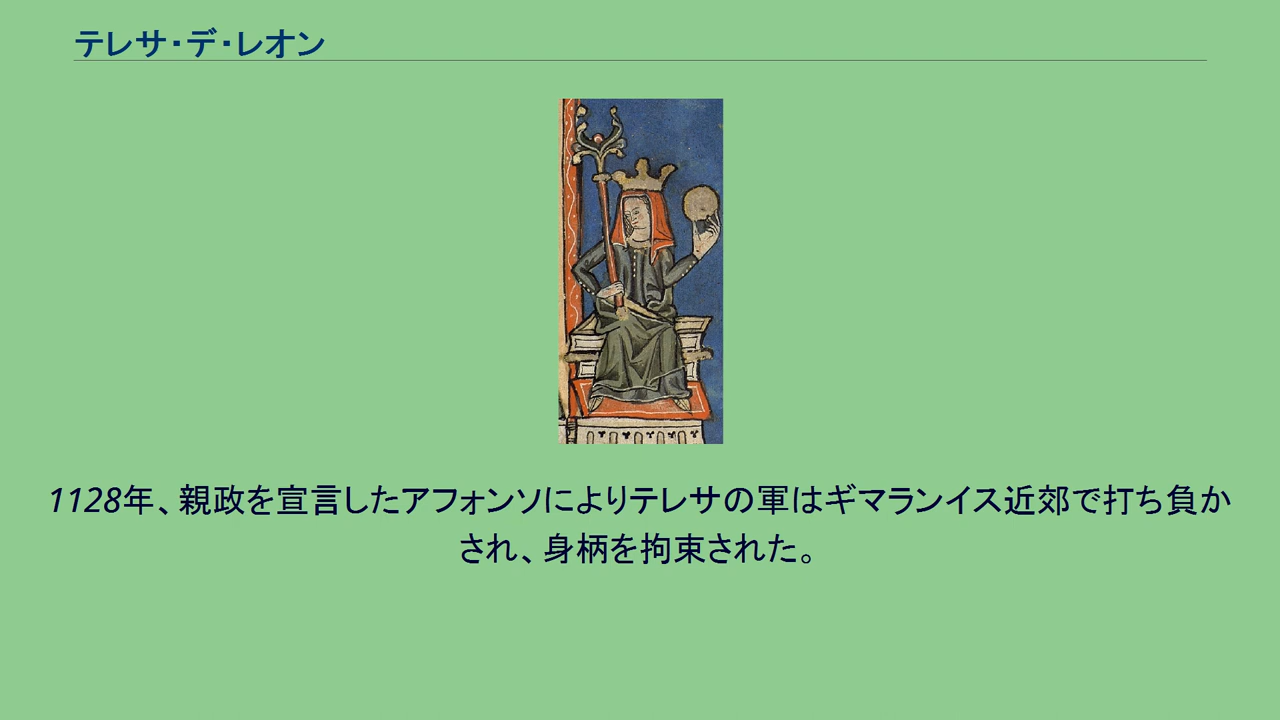 テレサ・デ・レオン
1128年、親政を宣言したアフォンソによりテレサの軍はギマランイス近郊で打ち負か
され、身柄を拘束された。